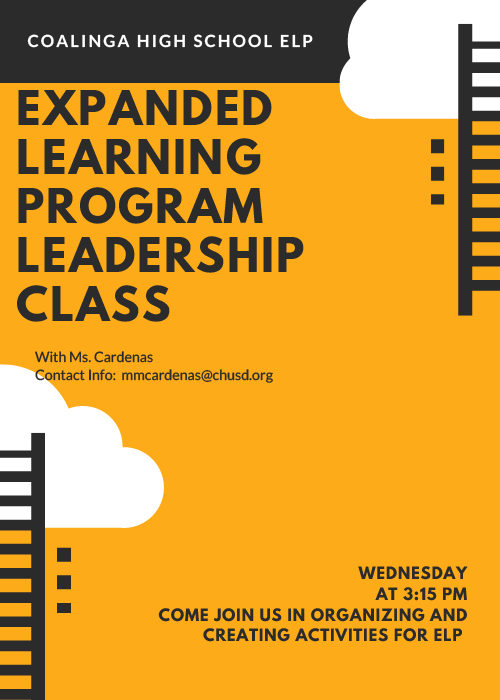 COALINGA HIGH SCHOOL ELP
EXPANDED
LEARNING
PROGRAM
LEADERSHIP
CLASS
With Ms. Cardenas
Contact Info: mmcardenas@chusd.org
WEDNESDAY
AT 3:15 PM
COME JOIN US IN ORGANIZING AND
CREATING ACTIVITIES FOR ELP